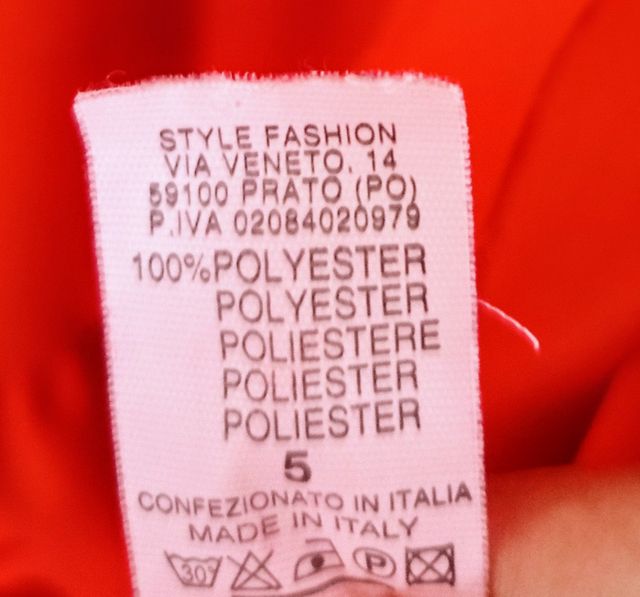 STYLE FASHION
VIA VENETO, 14
59100 PRATO (PO)
P.IVA 02084020979
100%POLYESTER
POLYESTER
POLIESTERE
POLIESTER
POLIESTER
5
CONFEZIONATO IN ITALIA
MADE IN ITALY
30° P